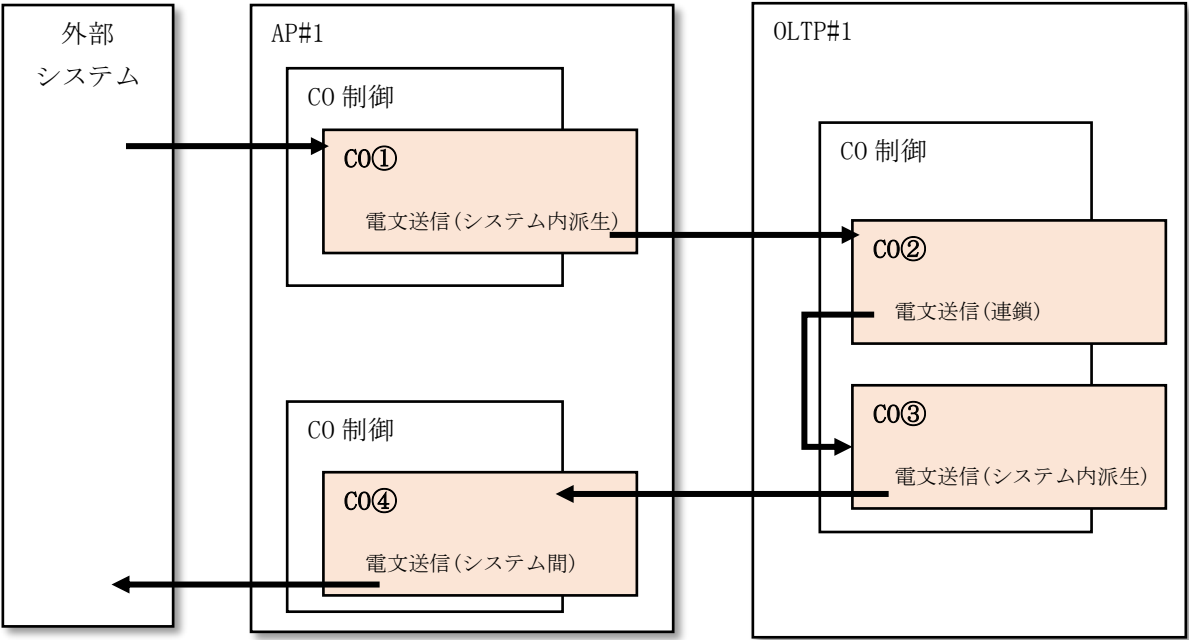 外部
システム
AP#1
CO 制御
CO①
電文送信(システム内派生)
CO 制御
CO④
電文送信(システム間)
OLTP#1
CO 制御
CO②
電文送信(連鎖)
CO③
電文送信(システム内派生)